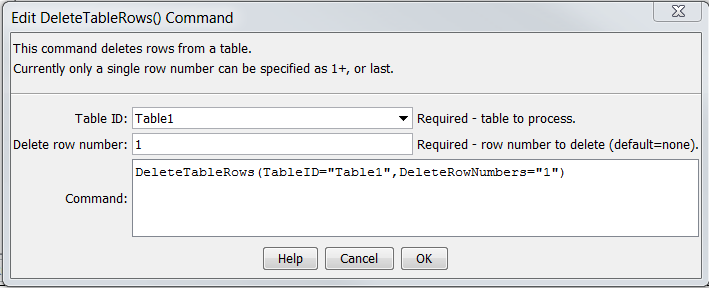 Edit DeleteTableRows() Command
This command deletes rows from a table.
Currently only a single row number can be specified as 1+, or last.
Table ID: Table1 Required - table to process.
Delete row number: 1 Required - row number to delete (default=none).
DeleteTableRows(TableID="Table1",DeleteRowNumbers="1")
Command:
Help Cancel OK